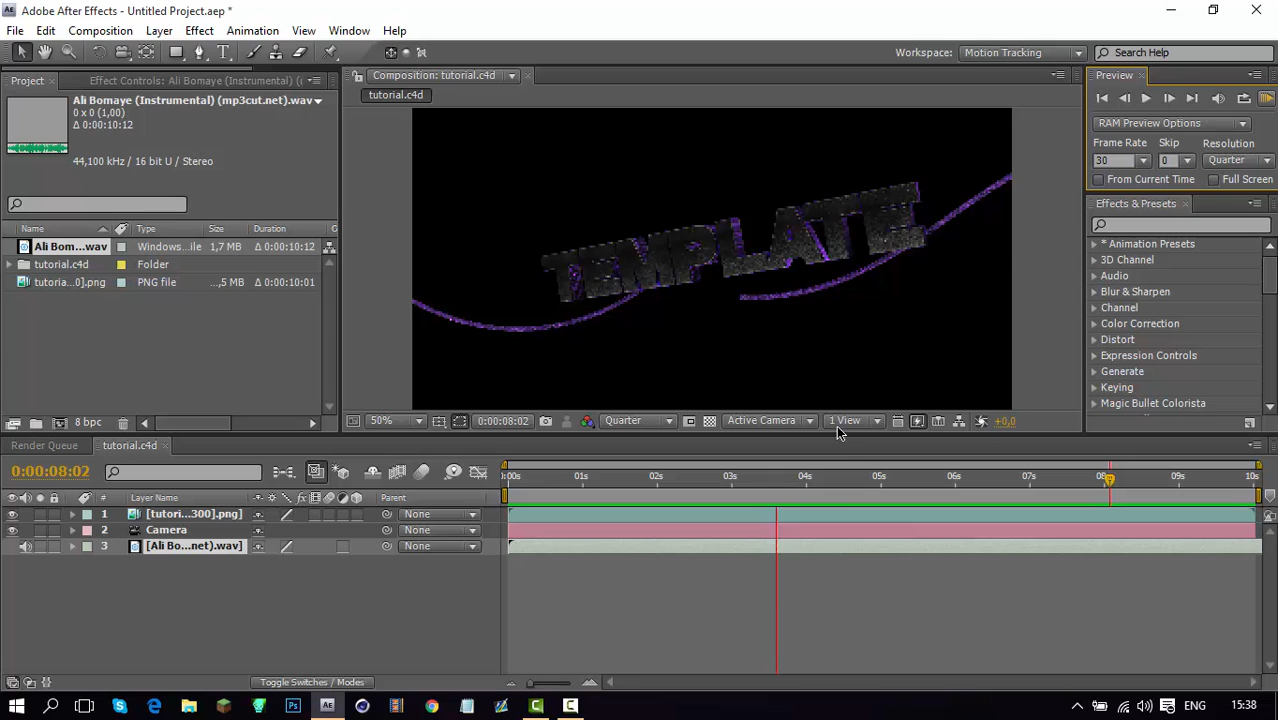 Adobe After Effects - Untitled Project.aep *
File Edit Composition Layer Effect Animation View Window Help
Workspace: Motion Tracking Search Help
Project Effect Controls: Ali Bomaye (Instrumental) (
Composition: tutorial.c4d
Preview
tutorial.c4d
Ali Bomaye (Instrumental) (mp3cut.net).wav
0 x 0 (1,00)
Δ 0:00:10:12
44,100 kHz / 16 bit U / Stereo
RAM Preview Options
Frame Rate Skip Resolution
30 0 Quarter
From Current Time Full Screen
Effects & Presets
Name Type Size Duration
Ali Bom...wav Windows...ile 1,7 MB Δ 0:00:10:12
tutorial.c4d Folder
tutoria...0].png PNG file ...,5 MB Δ 0:00:10:01
TEMPLATE
* Animation Presets
3D Channel
Audio
Blur & Sharpen
Channel
Color Correction
Distort
Expression Controls
Generate
Keying
Magic Bullet Colorista
8 bpc
50% 0:00:08:02 Quarter Active Camera 1 View +0,0
Render Queue tutorial.c4d
0:00:08:02
:00s 01s 02s 03s 04s 05s 06s 07s 08s 09s 10s
# Layer Name Parent
1 [tutori...300].png None
2 Camera None
3 [Ali Bo...net).wav] None
Toggle Switches / Modes
Ps AE ENG 15:38